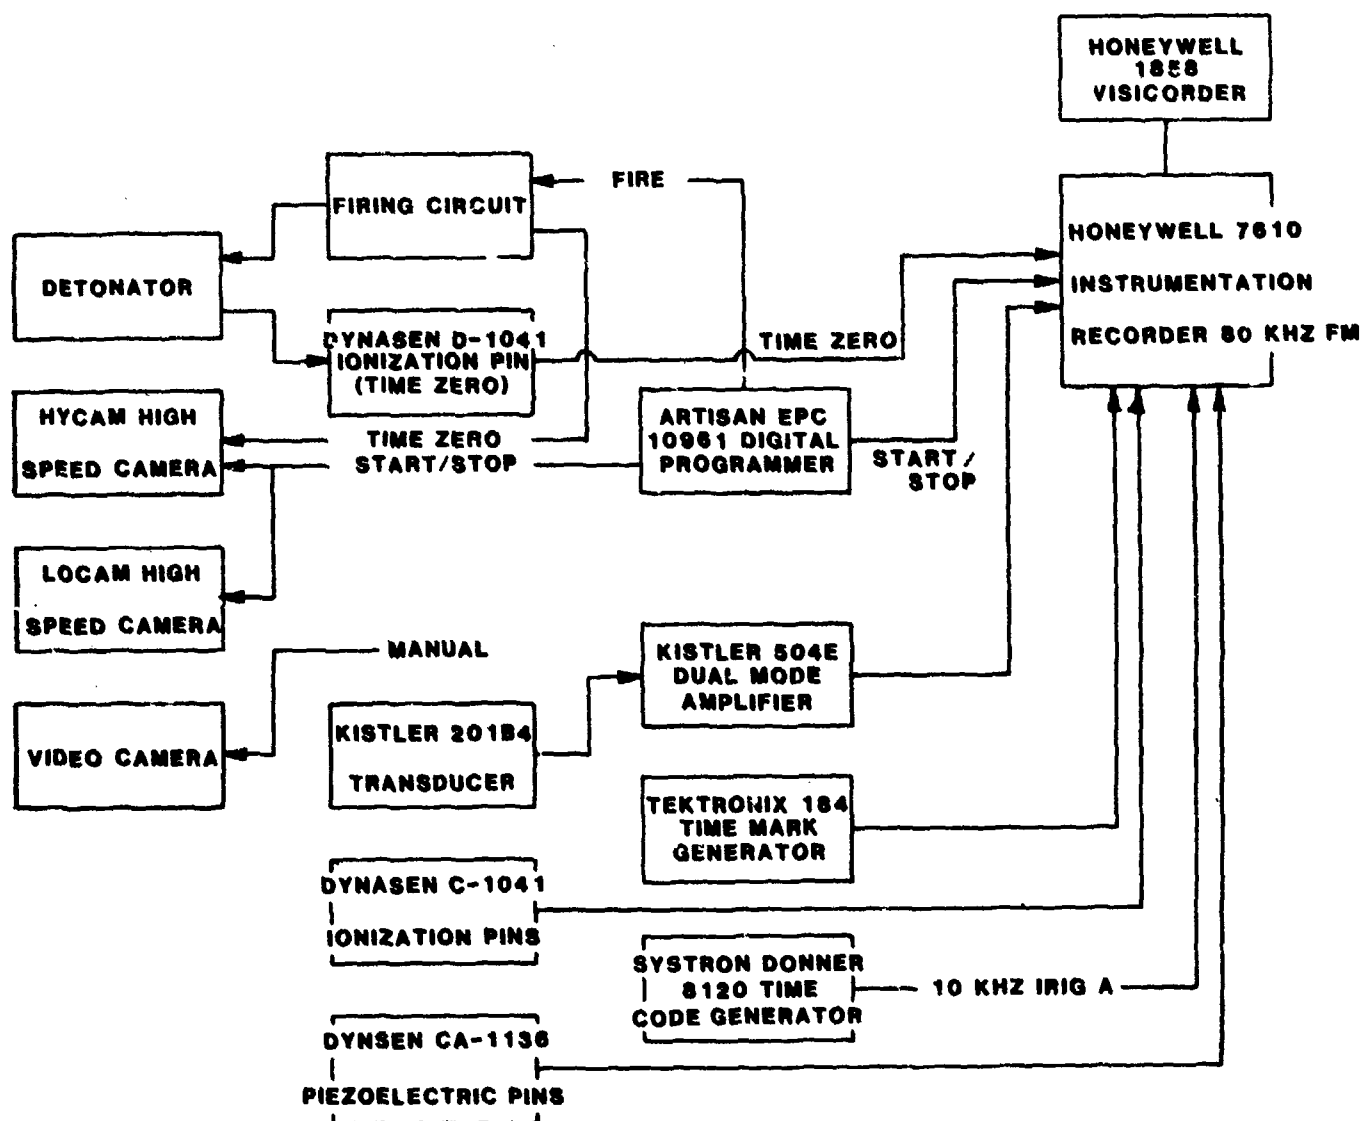 HONEYWELL
1858
VISICORDER
FIRE
FIRING CIRCUIT
HONEYWELL 7610
INSTRUMENTATION
RECORDER 80 KHZ FM
DETONATOR
DYNASEN D-1041
IONIZATION PIN
(TIME ZERO)
TIME ZERO
HYCAM HIGH
SPEED CAMERA
TIME ZERO
START/STOP
ARTISAN EPC
10961 DIGITAL
PROGRAMMER
START/
STOP
LOCAM HIGH
SPEED CAMERA
MANUAL
KISTLER 504E
DUAL MODE
AMPLIFIER
VIDEO CAMERA
KISTLER 201B4
TRANSDUCER
TEKTRONIX 184
TIME MARK
GENERATOR
DYNASEN C-1041
IONIZATION PINS
SYSTRON DONNER
8120 TIME
CODE GENERATOR
10 KHZ IRIG A
DYNSEN CA-1136
PIEZOELECTRIC PINS